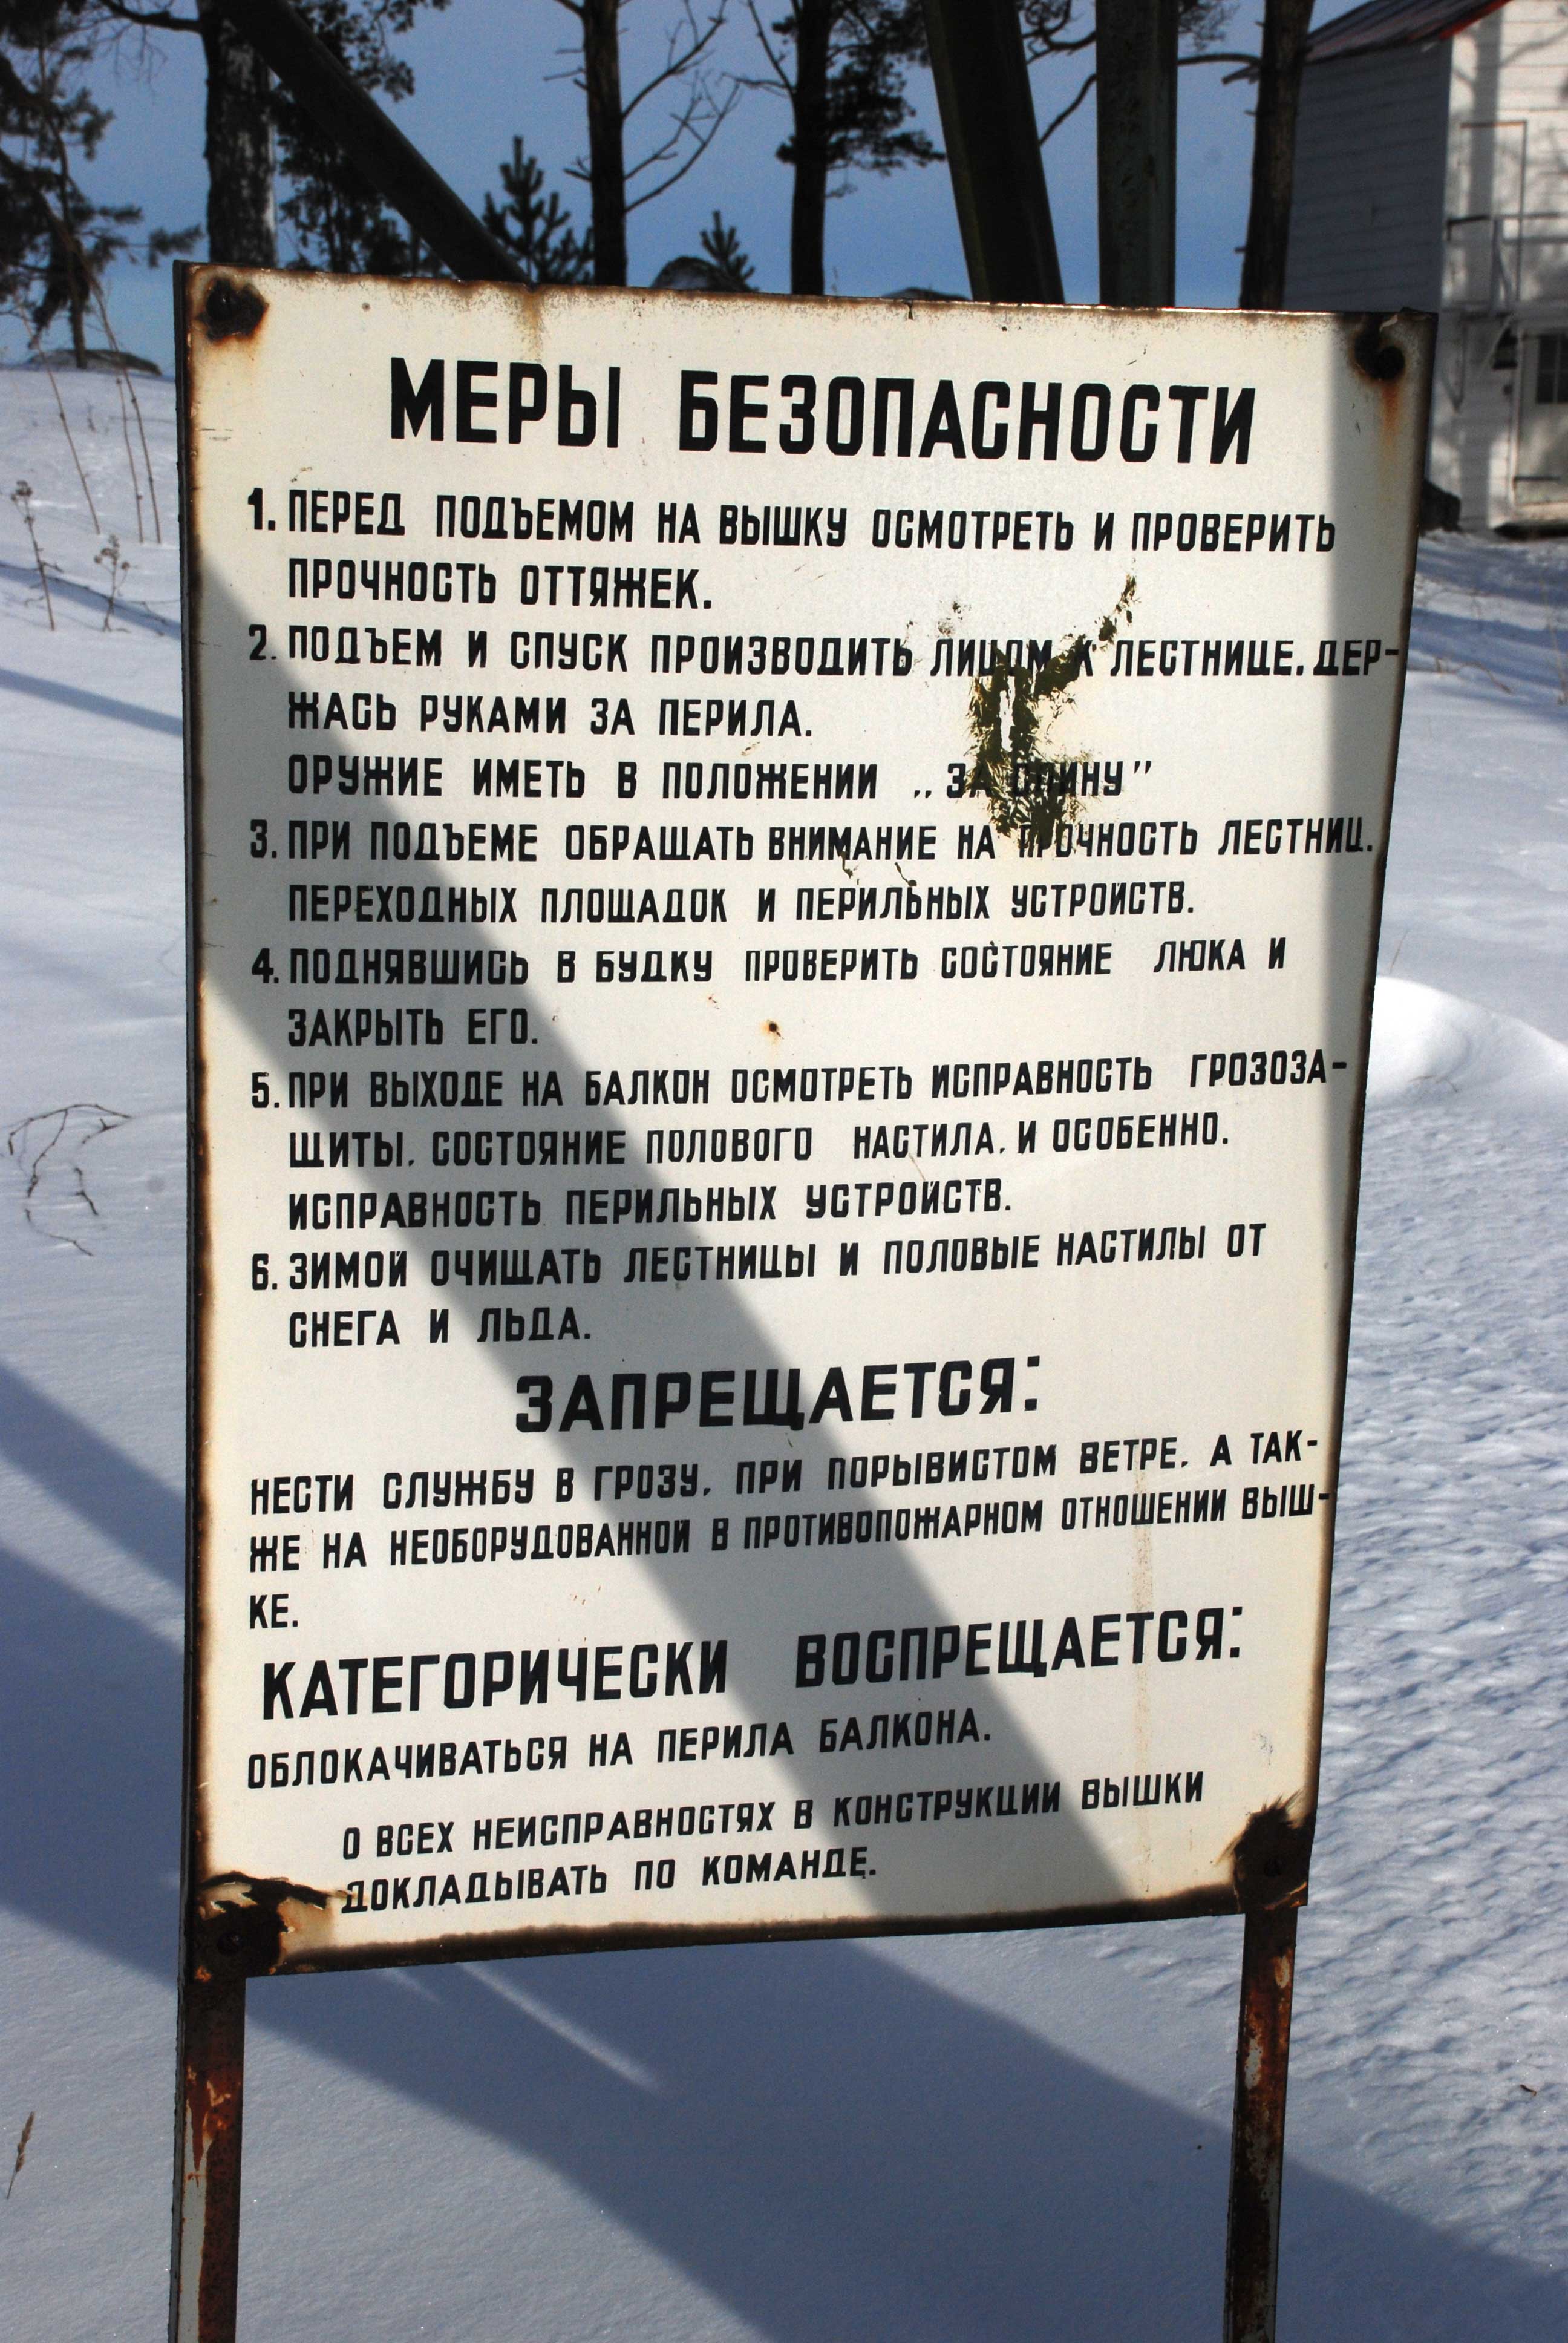 МЕРЫ БЕЗОПАСНОСТИ
1. ПЕРЕД ПОДЪЕМОМ НА ВЫШКУ ОСМОТРЕТЬ И ПРОВЕРИТЬ
ПРОЧНОСТЬ ОТТЯЖЕК.
2. ПОДЪЕМ И СПУСК ПРОИЗВОДИТЬ ЛИЦОМ К ЛЕСТНИЦЕ, ДЕР-
ЖАСЬ РУКАМИ ЗА ПЕРИЛА.
ОРУЖИЕ ИМЕТЬ В ПОЛОЖЕНИИ „ЗА СПИНУ”
3. ПРИ ПОДЪЕМЕ ОБРАЩАТЬ ВНИМАНИЕ НА ПРОЧНОСТЬ ЛЕСТНИЦ,
ПЕРЕХОДНЫХ ПЛОЩАДОК И ПЕРИЛЬНЫХ УСТРОЙСТВ.
4. ПОДНЯВШИСЬ В БУДКУ ПРОВЕРИТЬ СОСТОЯНИЕ ЛЮКА И
ЗАКРЫТЬ ЕГО.
5. ПРИ ВЫХОДЕ НА БАЛКОН ОСМОТРЕТЬ ИСПРАВНОСТЬ ГРОЗОЗА-
ЩИТЫ, СОСТОЯНИЕ ПОЛОВОГО НАСТИЛА, И ОСОБЕННО,
ИСПРАВНОСТЬ ПЕРИЛЬНЫХ УСТРОЙСТВ.
6. ЗИМОЙ ОЧИЩАТЬ ЛЕСТНИЦЫ И ПОЛОВЫЕ НАСТИЛЫ ОТ
СНЕГА И ЛЬДА.
ЗАПРЕЩАЕТСЯ:
НЕСТИ СЛУЖБУ В ГРОЗУ, ПРИ ПОРЫВИСТОМ ВЕТРЕ, А ТАК-
ЖЕ НА НЕОБОРУДОВАННОЙ В ПРОТИВОПОЖАРНОМ ОТНОШЕНИИ ВЫШ-
КЕ.
КАТЕГОРИЧЕСКИ ВОСПРЕЩАЕТСЯ:
ОБЛОКАЧИВАТЬСЯ НА ПЕРИЛА БАЛКОНА.
О ВСЕХ НЕИСПРАВНОСТЯХ В КОНСТРУКЦИИ ВЫШКИ
ДОКЛАДЫВАТЬ ПО КОМАНДЕ.